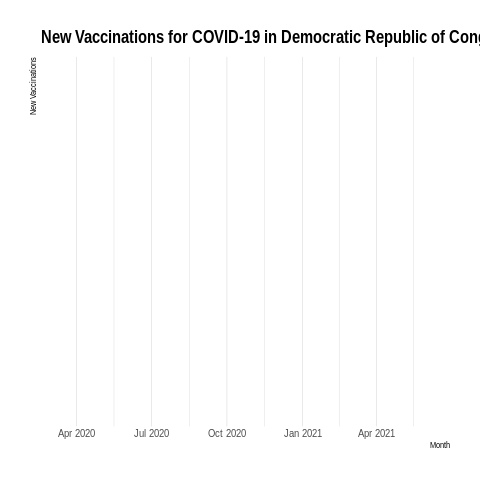 New Vaccinations for COVID-19 in Democratic Republic of Cong
New Vaccinations
Apr 2020 Jul 2020 Oct 2020 Jan 2021 Apr 2021
Month